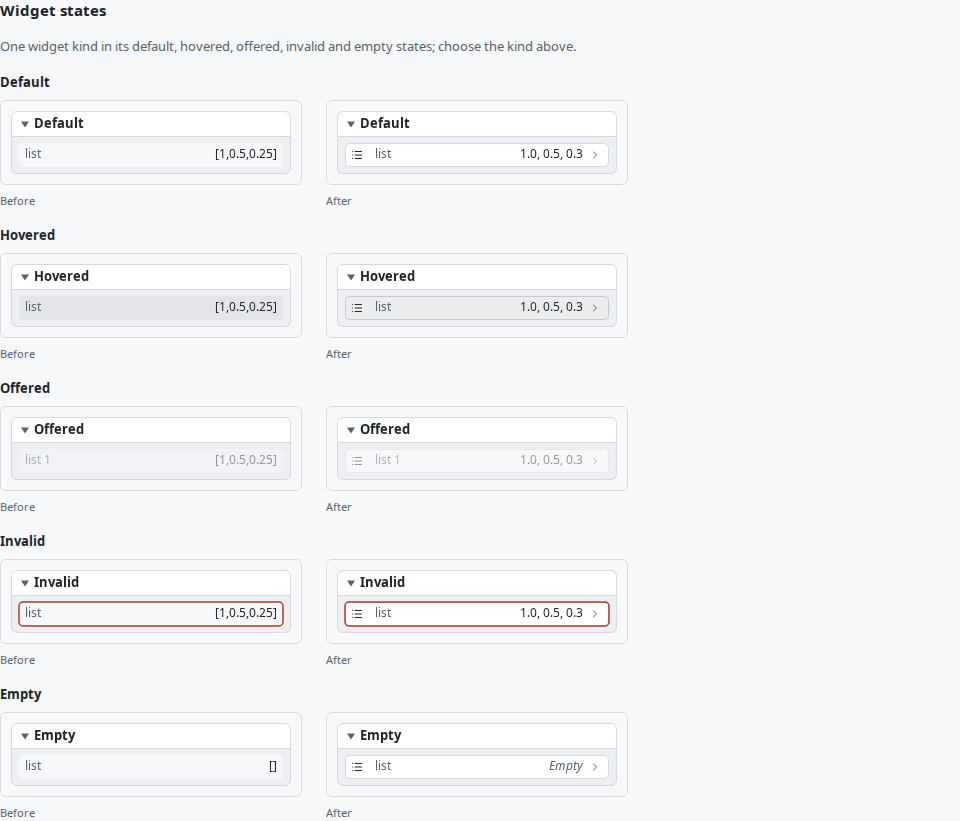 Widget states
One widget kind in its default, hovered, offered, invalid and empty states; choose the kind above.
Default
Default
list [1,0.5,0.25]
Before
Default
list 1.0, 0.5, 0.3
After
Hovered
Hovered
list [1,0.5,0.25]
Before
Hovered
list 1.0, 0.5, 0.3
After
Offered
Offered
list 1 [1,0.5,0.25]
Before
Offered
list 1 1.0, 0.5, 0.3
After
Invalid
Invalid
list [1,0.5,0.25]
Before
Invalid
list 1.0, 0.5, 0.3
After
Empty
Empty
list []
Before
Empty
list Empty
After